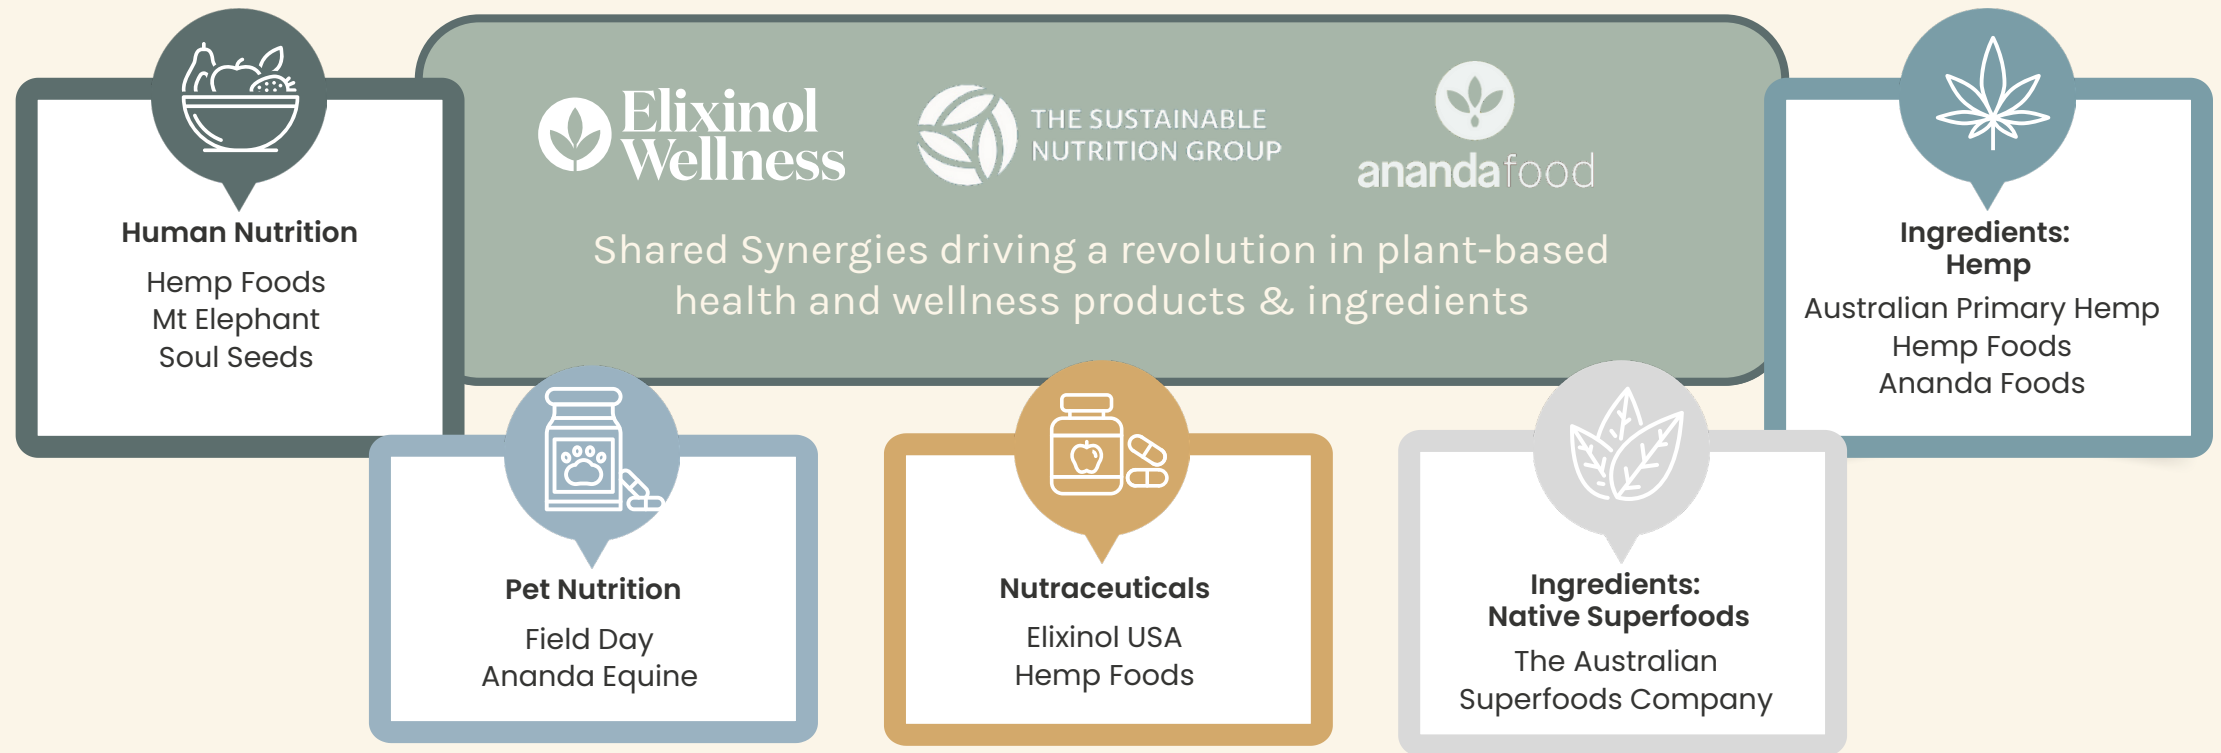 Elixinol
Wellness
THE SUSTAINABLE
NUTRITION GROUP
anandafood
Shared Synergies driving a revolution in plant-based
health and wellness products & ingredients
Human Nutrition
Hemp Foods
Mt Elephant
Soul Seeds
Pet Nutrition
Field Day
Ananda Equine
Nutraceuticals
Elixinol USA
Hemp Foods
Ingredients:
Native Superfoods
The Australian
Superfoods Company
Ingredients:
Hemp
Australian Primary Hemp
Hemp Foods
Ananda Foods